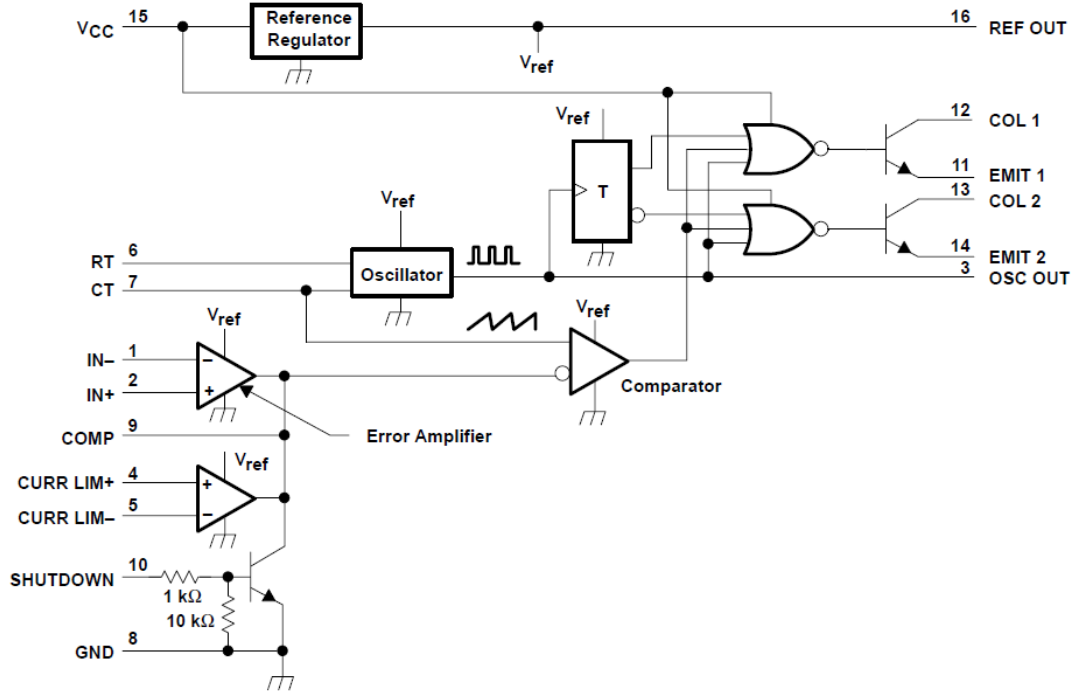 VCC 15 Reference Regulator 16 REF OUT
Vref
Vref 12 COL 1
T 11 EMIT 1
13 COL 2
Vref
14 EMIT 2
RT 6 Oscillator 3 OSC OUT
CT 7
Vref Vref
IN– 1 –
IN+ 2 + Comparator
COMP 9 Error Amplifier
Vref
CURR LIM+ 4 +
CURR LIM– 5 –
SHUTDOWN 10
1 kΩ
10 kΩ
GND 8